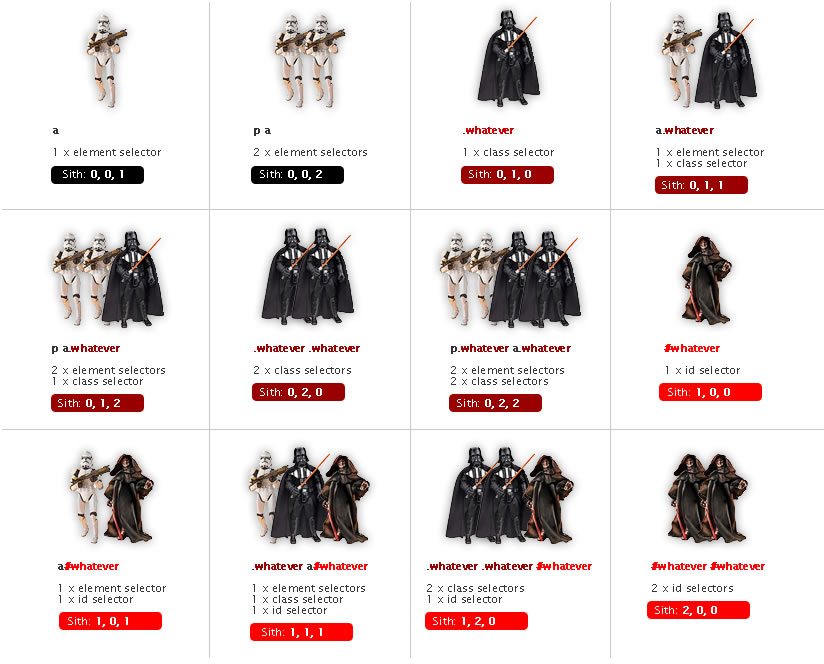 a
1 x element selector
Sith: 0, 0, 1
p a
2 x element selectors
Sith: 0, 0, 2
.whatever
1 x class selector
Sith: 0, 1, 0
a.whatever
1 x element selector
1 x class selector
Sith: 0, 1, 1
p a.whatever
2 x element selectors
1 x class selector
Sith: 0, 1, 2
.whatever .whatever
2 x class selectors
Sith: 0, 2, 0
p.whatever a.whatever
2 x element selectors
2 x class selectors
Sith: 0, 2, 2
#whatever
1 x id selector
Sith: 1, 0, 0
a#whatever
1 x element selector
1 x id selector
Sith: 1, 0, 1
.whatever a#whatever
1 x element selectors
1 x class selector
1 x id selector
Sith: 1, 1, 1
.whatever .whatever #whatever
2 x class selectors
1 x id selector
Sith: 1, 2, 0
#whatever #whatever
2 x id selectors
Sith: 2, 0, 0